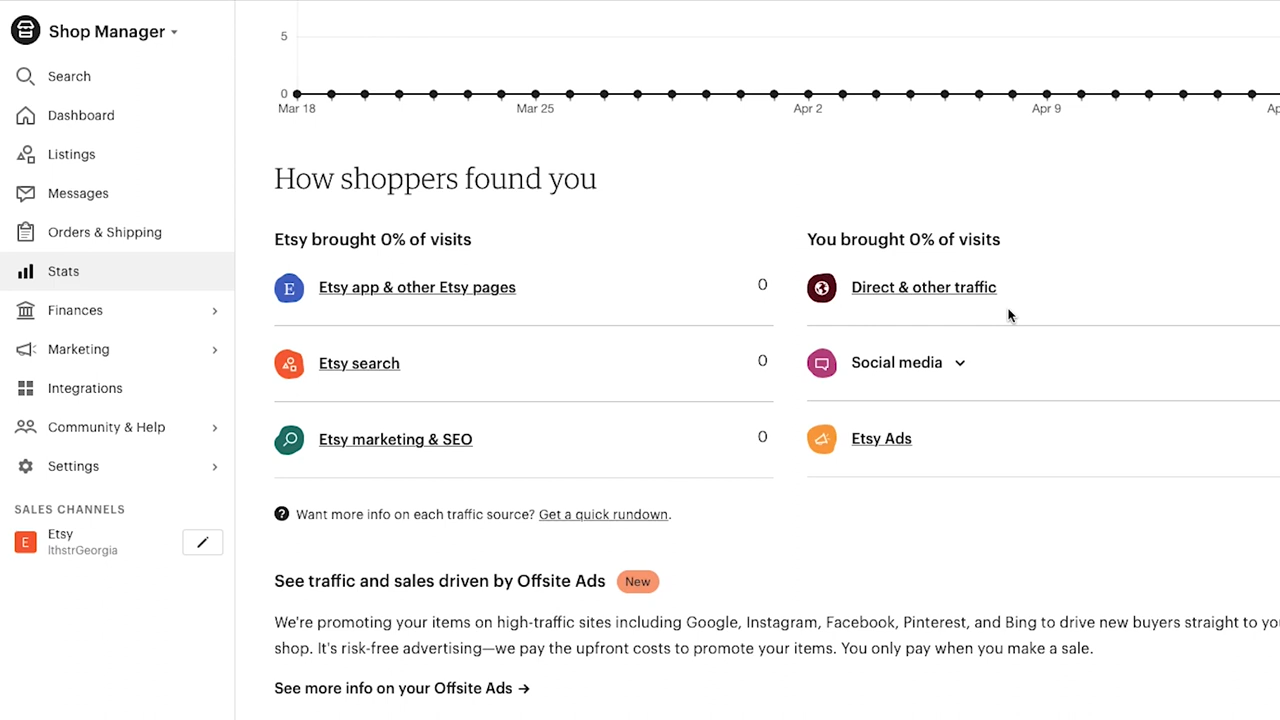 Shop Manager
Search
Dashboard
Listings
Messages
Orders & Shipping
Stats
Finances
Marketing
Integrations
Community & Help
Settings
SALES CHANNELS
E
Etsy
lthstrGeorgia
5
0
Mar 18 Mar 25 Apr 2 Apr 9 Ap
How shoppers found you
Etsy brought 0% of visits
E Etsy app & other Etsy pages 0
Etsy search 0
Etsy marketing & SEO 0
You brought 0% of visits
Direct & other traffic
Social media
Etsy Ads
? Want more info on each traffic source? Get a quick rundown.
See traffic and sales driven by Offsite Ads New
We're promoting your items on high-traffic sites including Google, Instagram, Facebook, Pinterest, and Bing to drive new buyers straight to yo
shop. It's risk-free advertising—we pay the upfront costs to promote your items. You only pay when you make a sale.
See more info on your Offsite Ads →